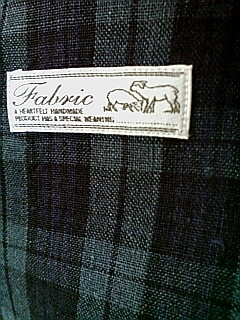 Fabric
A HEARTFELT HANDMADE
PRODUCT HAS A SPECIAL MEANING.